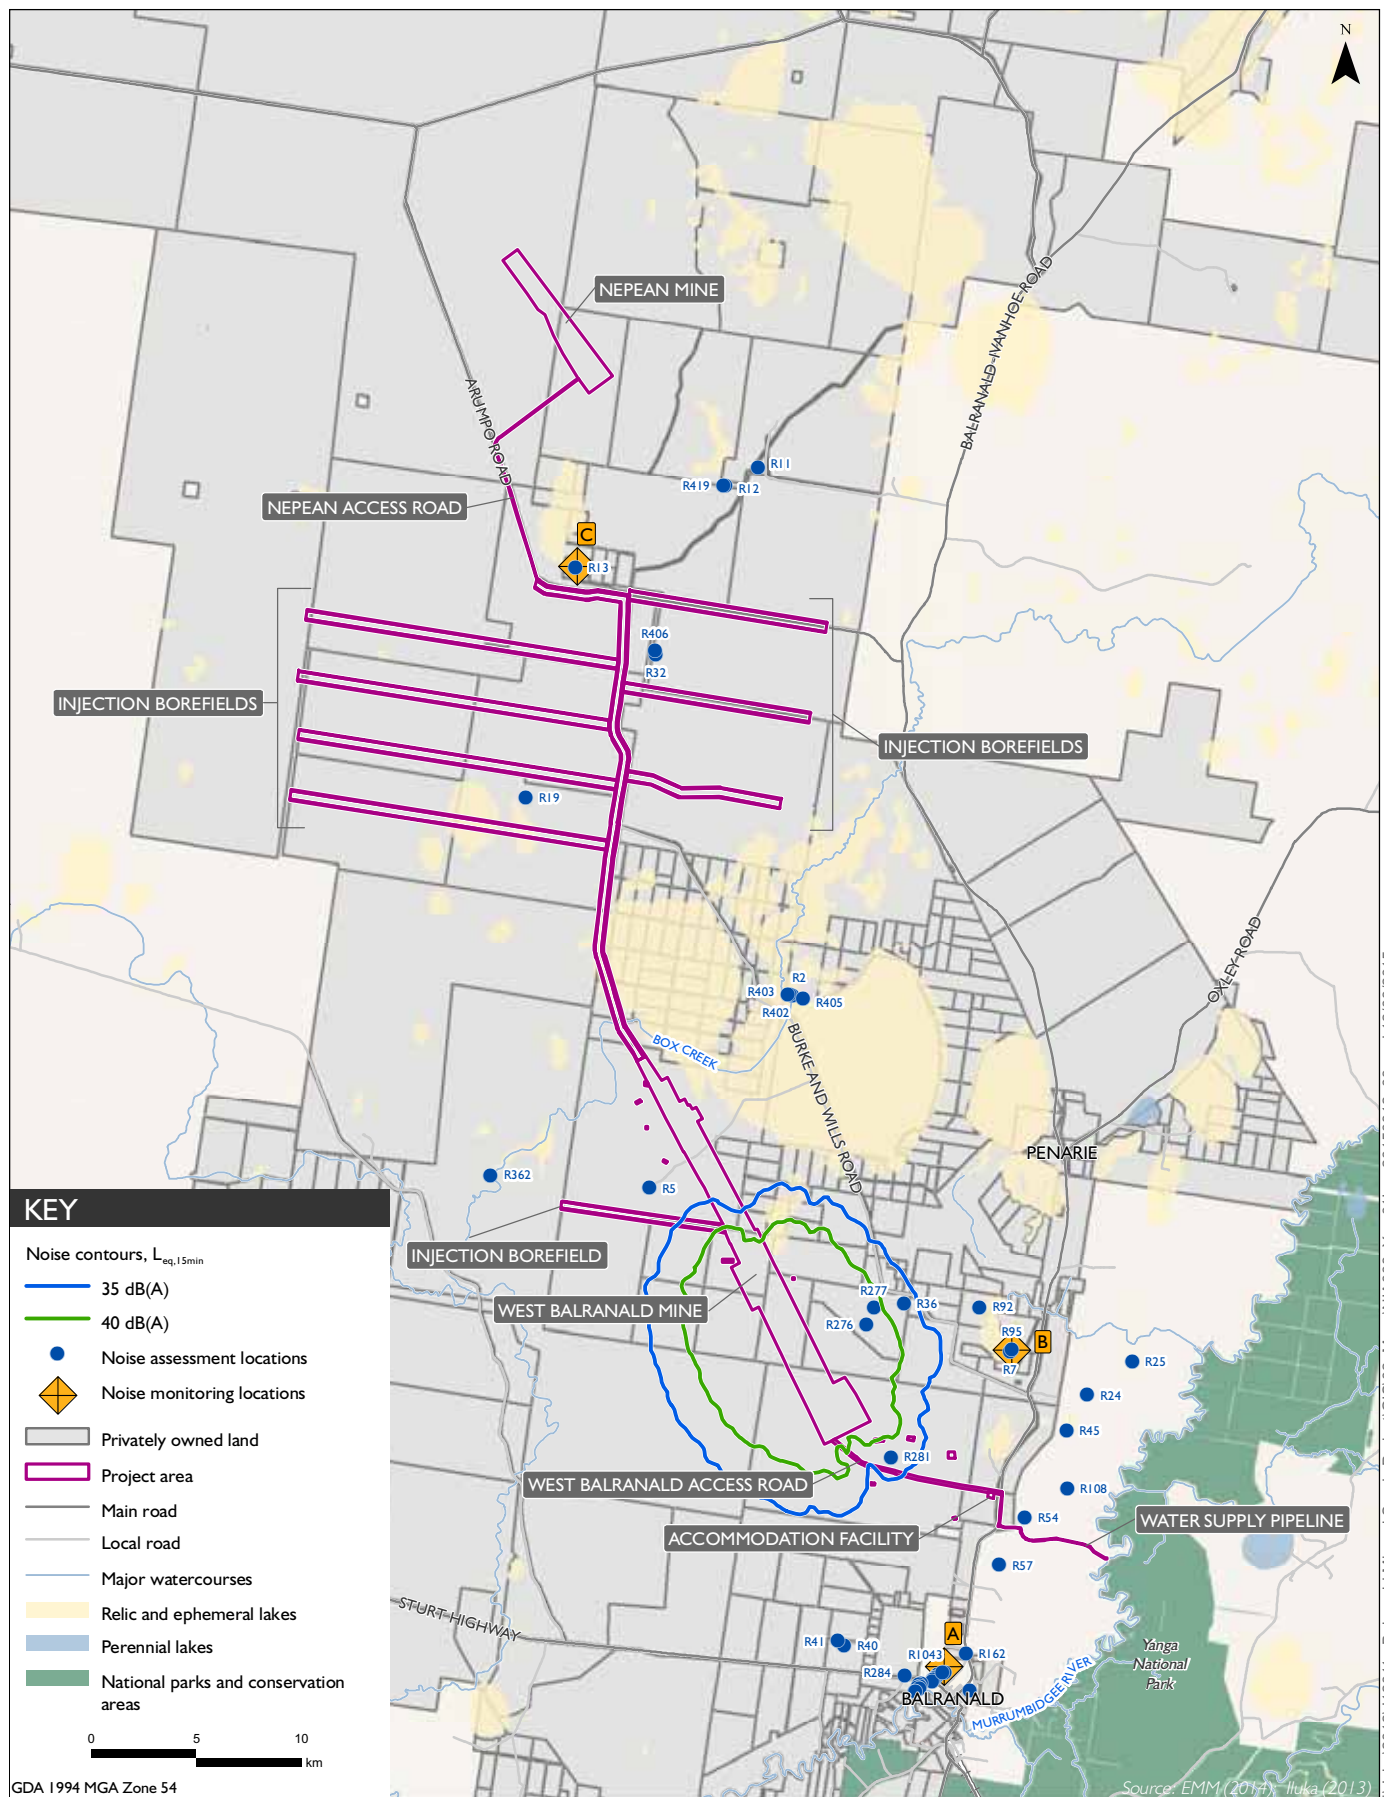 N
NEPEAN MINE
BALRANALD-IVANHOE ROAD
ARUMPO ROAD
R11
R419
R12
NEPEAN ACCESS ROAD
C
R13
R406
R32
INJECTION BOREFIELDS
INJECTION BOREFIELDS
R19
OXLEY ROAD
R2
R403
R405
R402
BOX CREEK
BURKE AND WILLS ROAD
PENARIE
R362
R5
INJECTION BOREFIELD
WEST BALRANALD MINE
R277
R36
R92
R276
R95
B
R7
R25
R24
R45
R281
WEST BALRANALD ACCESS ROAD
R108
R54
WATER SUPPLY PIPELINE
ACCOMMODATION FACILITY
R57
STURT HIGHWAY
A
R41
R40
R1043
R162
R284
BALRANALD
MURRUMBIDGEE RIVER
Yanga
National
Park
KEY
Noise contours, Leq,15min
35 dB(A)
40 dB(A)
Noise assessment locations
Noise monitoring locations
Privately owned land
Project area
Main road
Local road
Major watercourses
Relic and ephemeral lakes
Perennial lakes
National parks and conservation
areas
0 5 10
km
GDA 1994 MGA Zone 54
Source: EMM (2014); Iluka (2013)